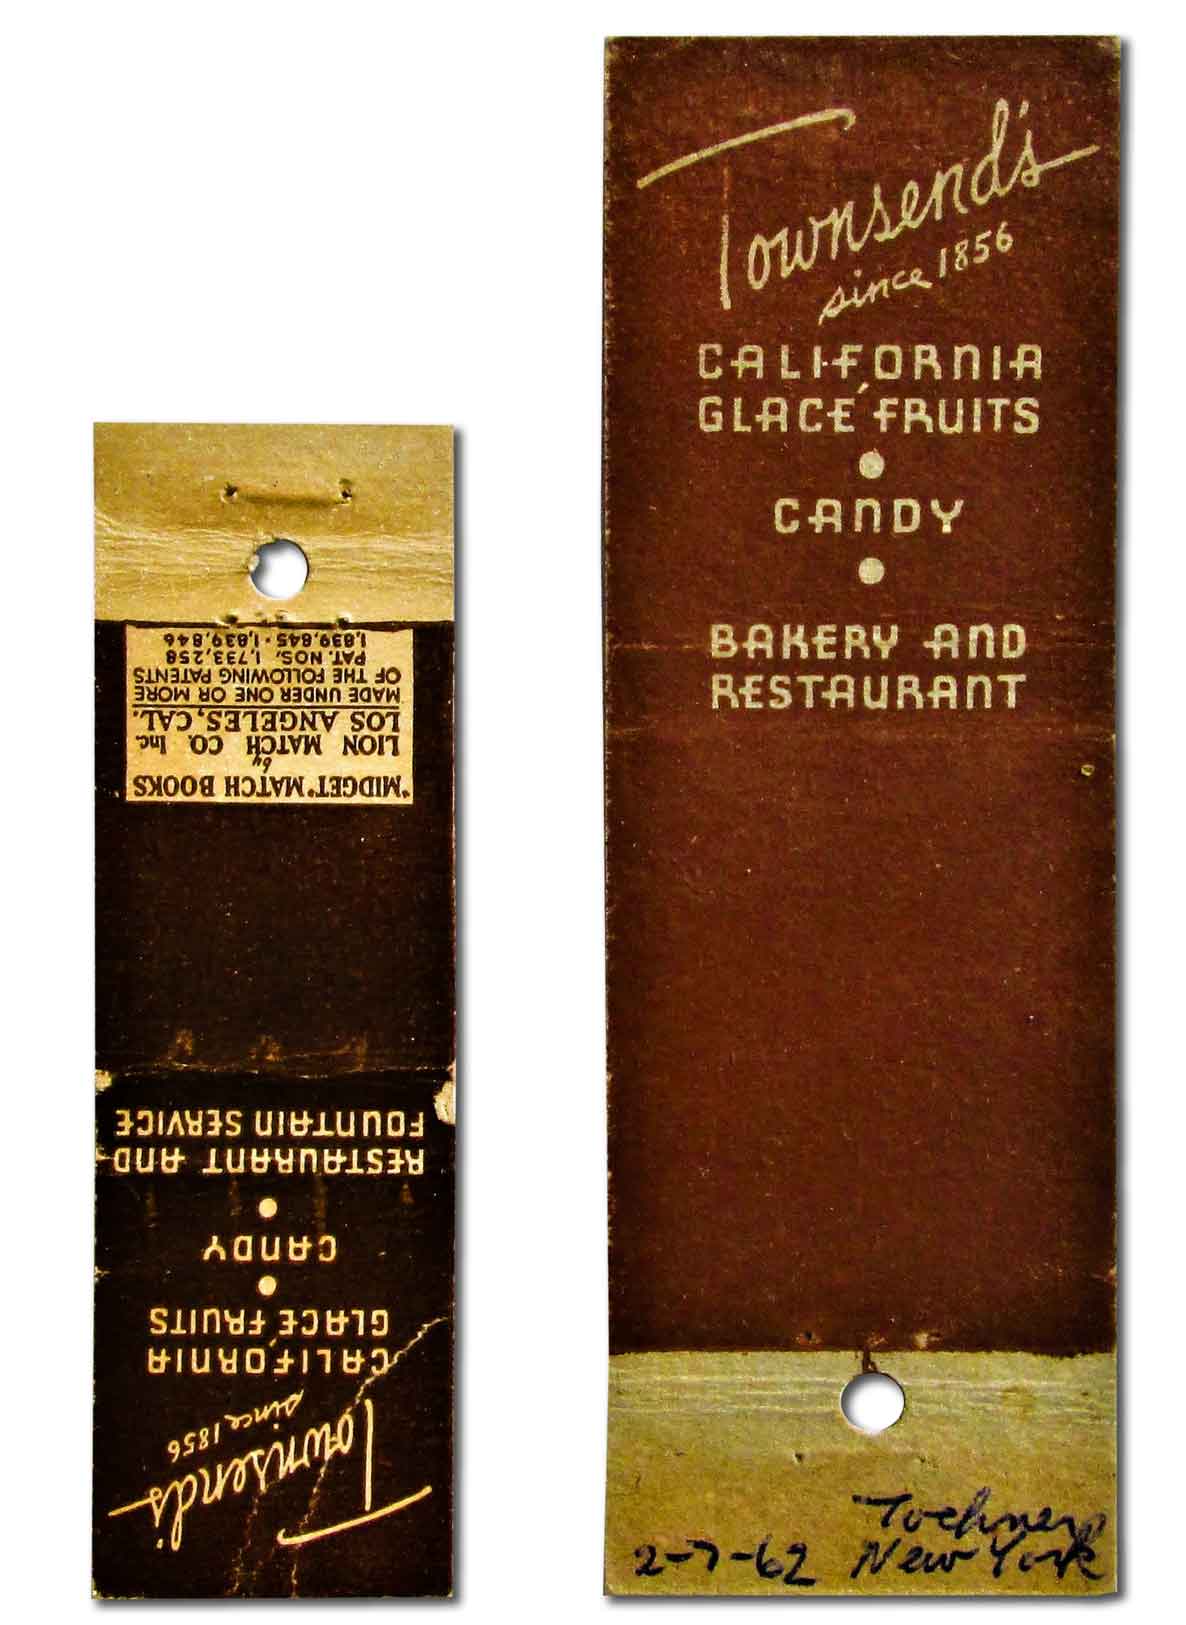 Townsend's
since 1856
CALIFORNIA
GLACÉ FRUITS
CANDY
RESTAURANT AND
FOUNTAIN SERVICE
"MIDGET" MATCH BOOKS
by
LION MATCH CO. Inc.
LOS ANGELES, CAL.
MADE UNDER ONE OR MORE
OF THE FOLLOWING PATENTS
PAT. NOS. 1,733,258
1,839,845 · 1,839,846
Townsend's
since 1856
CALIFORNIA
GLACÉ FRUITS
CANDY
BAKERY AND
RESTAURANT
2-7-62 New York